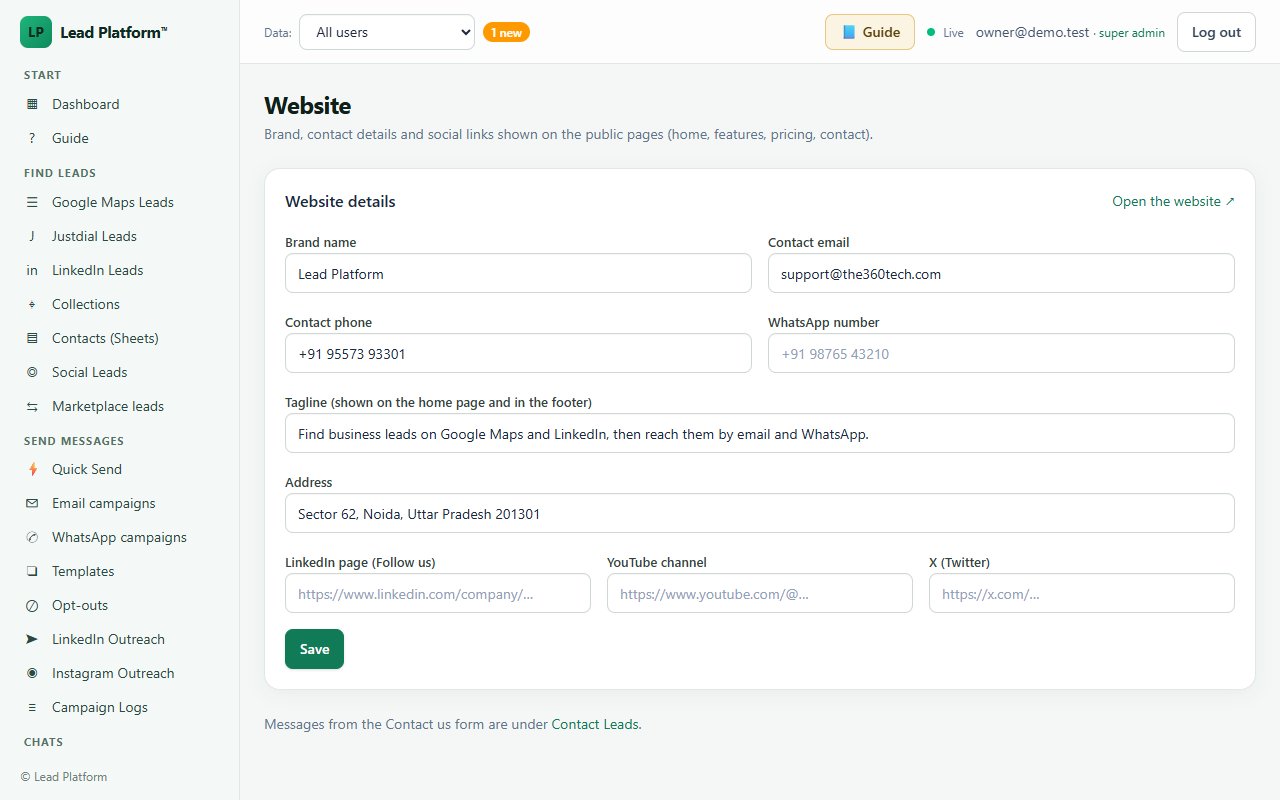 LP Lead Platform™
Data: All users 1 new Guide Live owner@demo.test · super admin Log out
START
Dashboard
? Guide
FIND LEADS
Google Maps Leads
J Justdial Leads
in LinkedIn Leads
Collections
Contacts (Sheets)
Social Leads
Marketplace leads
SEND MESSAGES
Quick Send
Email campaigns
WhatsApp campaigns
Templates
Opt-outs
LinkedIn Outreach
Instagram Outreach
Campaign Logs
CHATS
© Lead Platform
Website
Brand, contact details and social links shown on the public pages (home, features, pricing, contact).
Website details Open the website ↗
Brand name Contact email
Lead Platform support@the360tech.com
Contact phone WhatsApp number
+91 95573 93301 +91 98765 43210
Tagline (shown on the home page and in the footer)
Find business leads on Google Maps and LinkedIn, then reach them by email and WhatsApp.
Address
Sector 62, Noida, Uttar Pradesh 201301
LinkedIn page (Follow us) YouTube channel X (Twitter)
https://www.linkedin.com/company/... https://www.youtube.com/@... https://x.com/...
Save
Messages from the Contact us form are under Contact Leads.